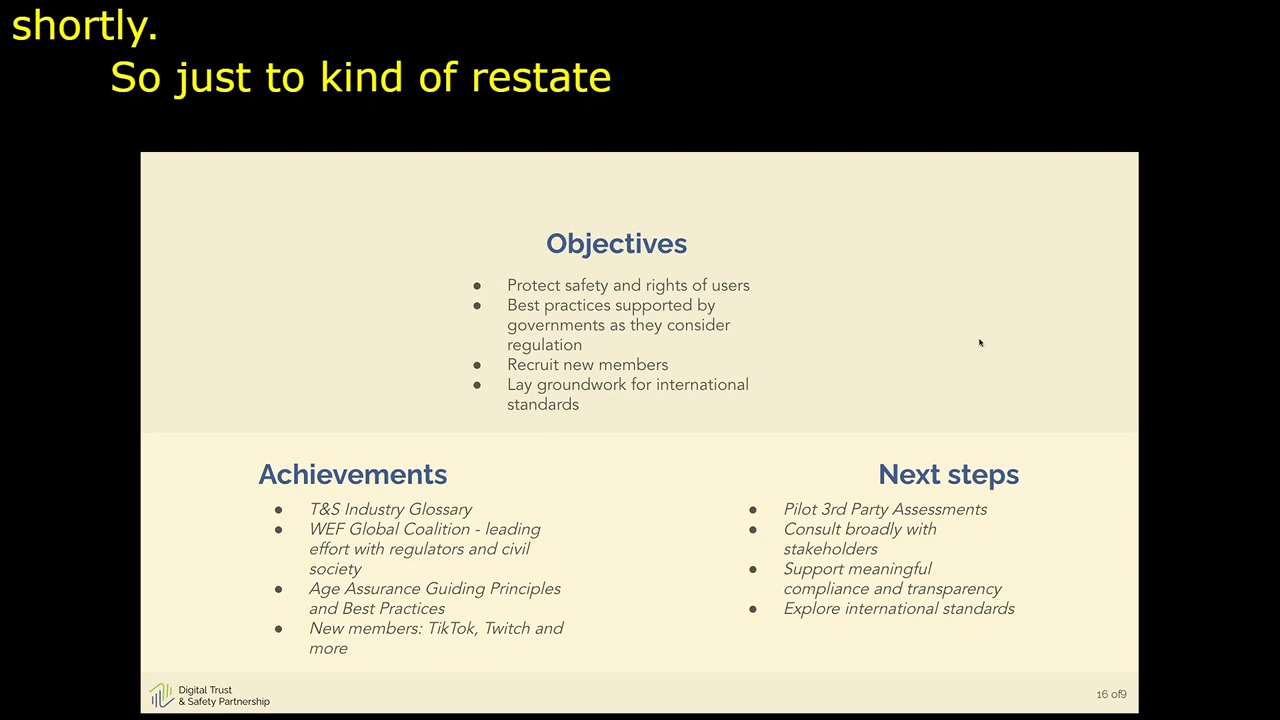 shortly.
So just to kind of restate
Objectives
● Protect safety and rights of users
● Best practices supported by
governments as they consider
regulation
● Recruit new members
● Lay groundwork for international
standards
Achievements
● T&S Industry Glossary
● WEF Global Coalition - leading
effort with regulators and civil
society
● Age Assurance Guiding Principles
and Best Practices
● New members: TikTok, Twitch and
more
Next steps
● Pilot 3rd Party Assessments
● Consult broadly with
stakeholders
● Support meaningful
compliance and transparency
● Explore international standards
Digital Trust
& Safety Partnership
16 of9